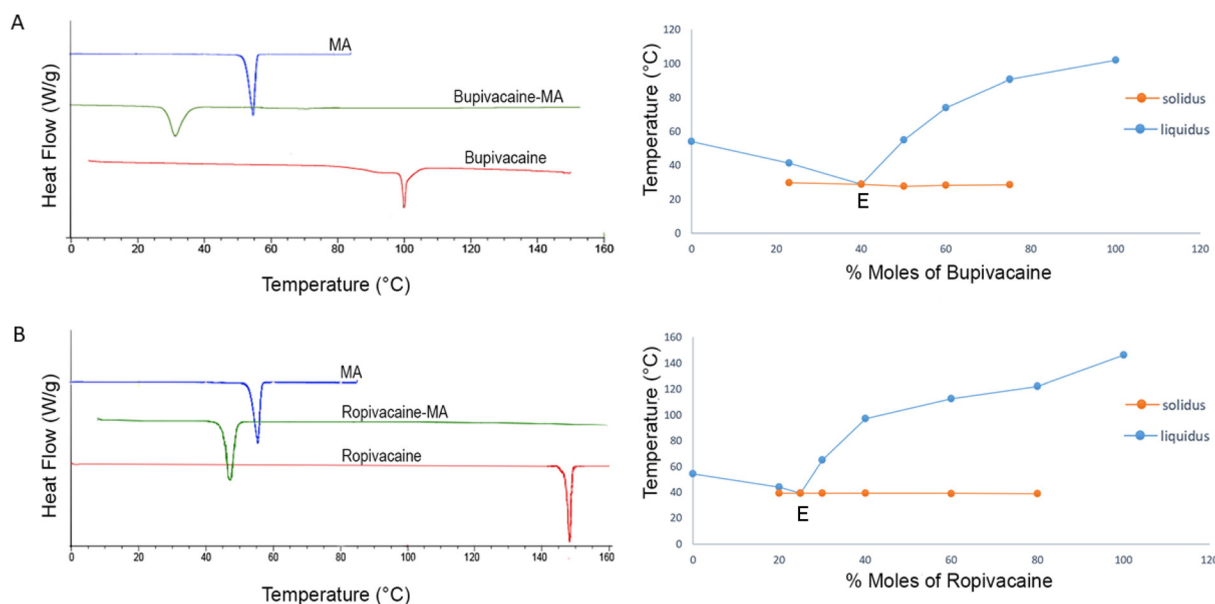 A
Heat Flow (W/g)
MA
Bupivacaine-MA
Bupivacaine
0 20 40 60 80 100 120 140 160
Temperature (°C)
Temperature (°C)
120
100
80
60
40
20
0
E
0 20 40 60 80 100 120
% Moles of Bupivacaine
solidus
liquidus
B
Heat Flow (W/g)
MA
Ropivacaine-MA
Ropivacaine
0 20 40 60 80 100 120 140 160
Temperature (°C)
Temperature (°C)
160
140
120
100
80
60
40
20
0
E
0 20 40 60 80 100 120
% Moles of Ropivacaine
solidus
liquidus